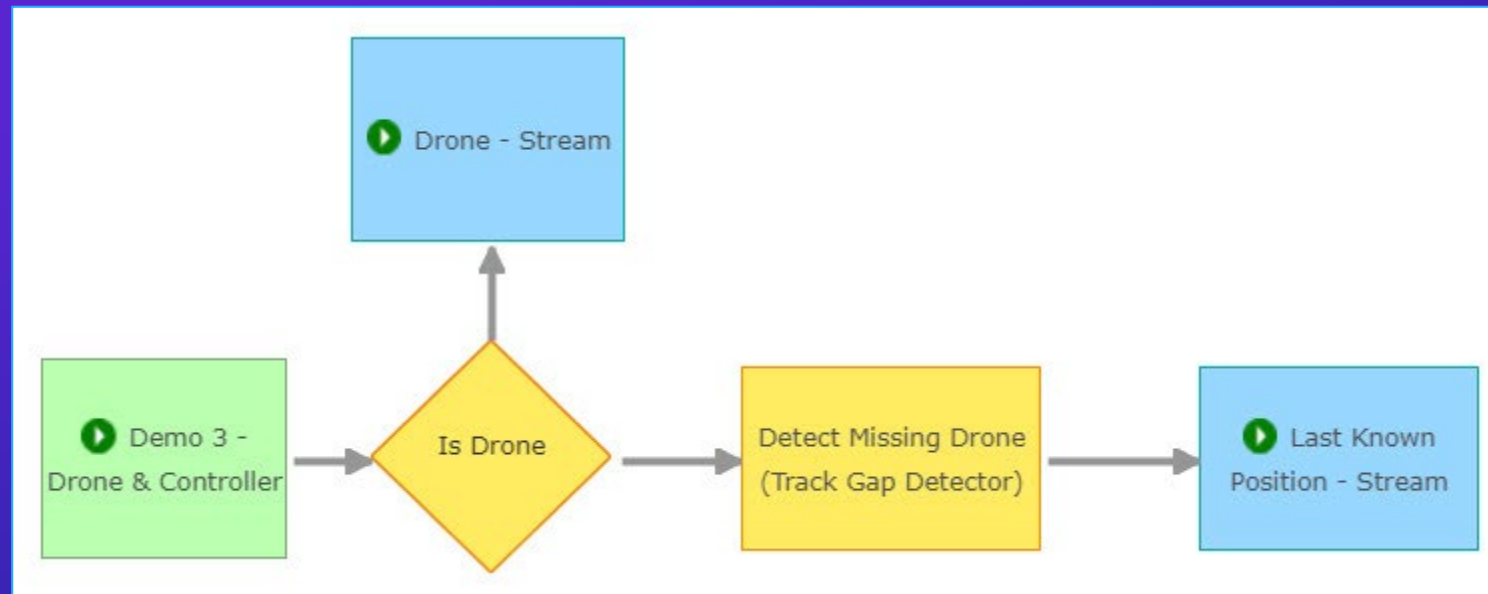 Drone - Stream
Demo 3 -
Drone & Controller
Is Drone
Detect Missing Drone
(Track Gap Detector)
Last Known
Position - Stream